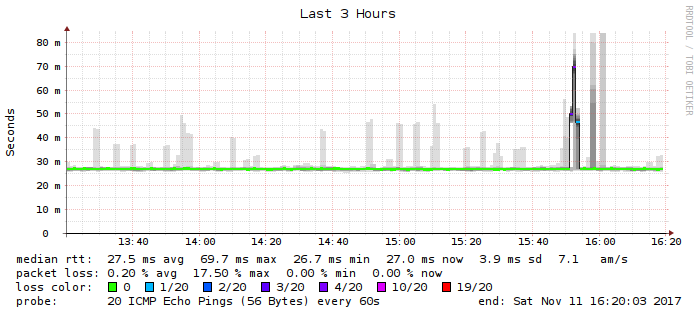 Last 3 Hours
RRDTOOL / TOBI OETIKER
Seconds
80 m
70 m
60 m
50 m
40 m
30 m
20 m
10 m
0
13:40 14:00 14:20 14:40 15:00 15:20 15:40 16:00 16:20
median rtt: 27.5 ms avg 69.7 ms max 26.7 ms min 27.0 ms now 3.9 ms sd 7.1 am/s
packet loss: 0.20 % avg 17.50 % max 0.00 % min 0.00 % now
loss color: 0 1/20 2/20 3/20 4/20 10/20 19/20
probe: 20 ICMP Echo Pings (56 Bytes) every 60s end: Sat Nov 11 16:20:03 2017